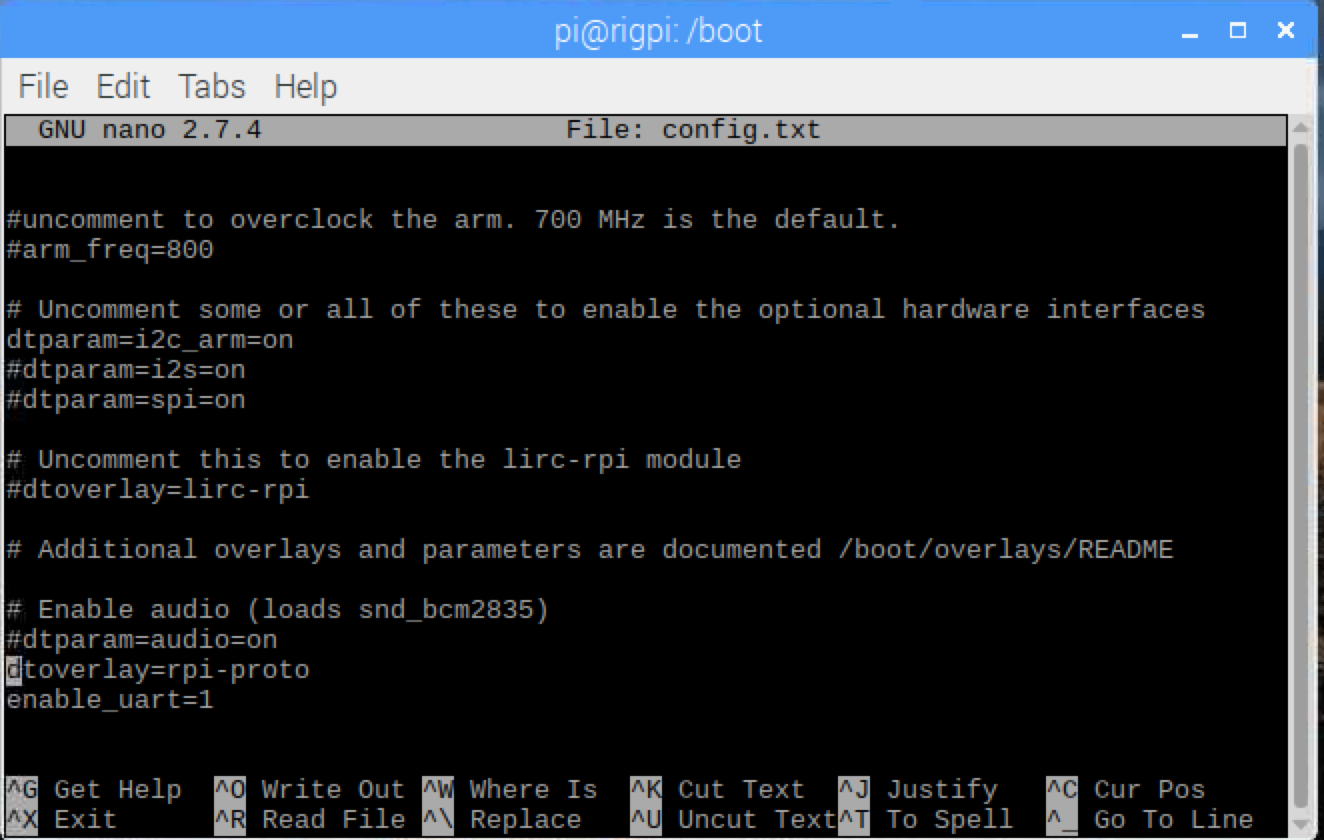 pi@rigpi: /boot
File Edit Tabs Help
GNU nano 2.7.4 File: config.txt
#uncomment to overclock the arm. 700 MHz is the default.
#arm_freq=800
# Uncomment some or all of these to enable the optional hardware interfaces
dtparam=i2c_arm=on
#dtparam=i2s=on
#dtparam=spi=on
# Uncomment this to enable the lirc-rpi module
#dtoverlay=lirc-rpi
# Additional overlays and parameters are documented /boot/overlays/README
# Enable audio (loads snd_bcm2835)
#dtparam=audio=on
dtoverlay=rpi-proto
enable_uart=1
^G Get Help ^O Write Out ^W Where Is ^K Cut Text ^J Justify ^C Cur Pos
^X Exit ^R Read File ^\ Replace ^U Uncut Text ^T To Spell ^_ Go To Line